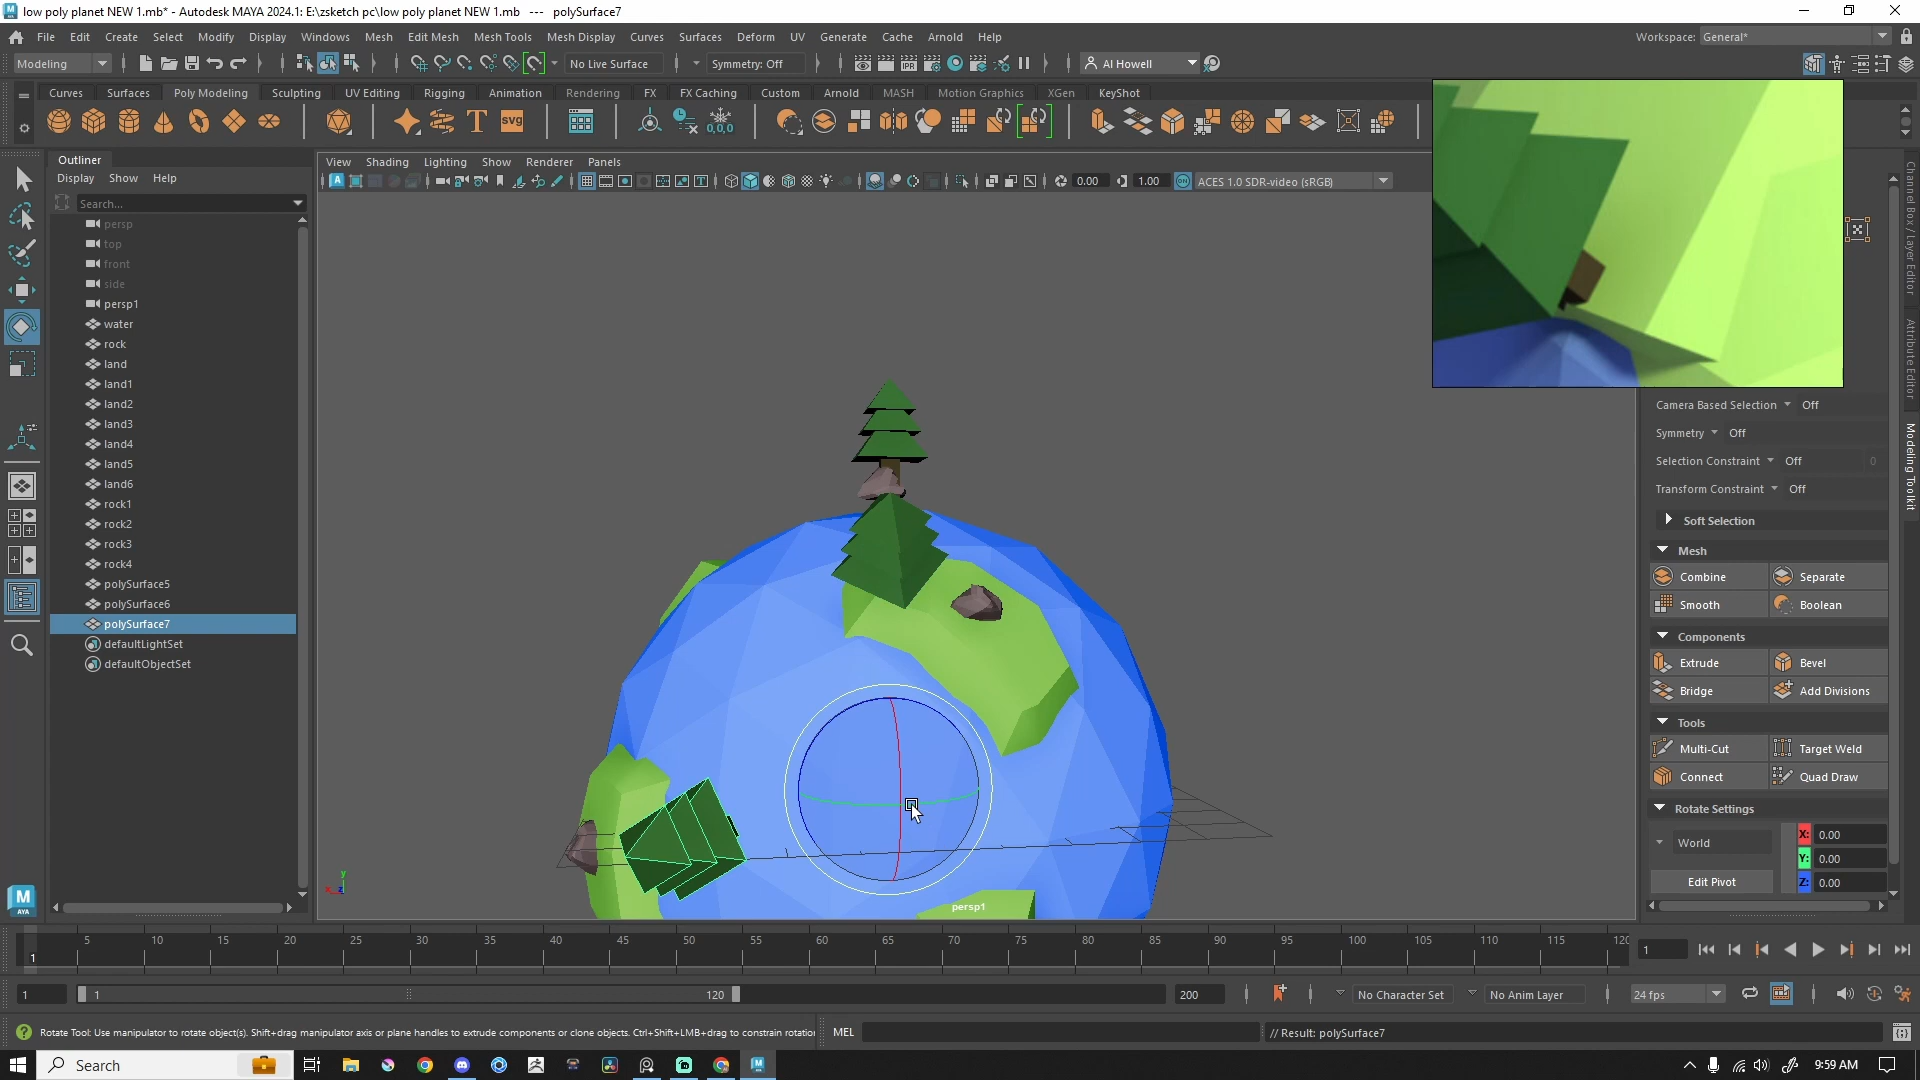 low poly planet NEW 1.mb* - Autodesk MAYA 2024.1: E:\zsketch pc\low poly planet NEW 1.mb --- polySurface7
File Edit Create Select Modify Display Windows Mesh Edit Mesh Mesh Tools Mesh Display Curves Surfaces Deform UV Generate Cache Arnold Help
Workspace: General*
Modeling
No Live Surface
Symmetry: Off
Al Howell
Curves Surfaces Poly Modeling Sculpting UV Editing Rigging Animation Rendering FX FX Caching Custom Arnold MASH Motion Graphics XGen KeyShot
IPR
T
SVG
0,0,0
Outliner
Display Show Help
Search...
View Shading Lighting Show Renderer Panels
0.00
1.00
ACES 1.0 SDR-video (sRGB)
persp
top
front
side
persp1
water
rock
land
land1
land2
land3
land4
land5
land6
rock1
rock2
rock3
rock4
polySurface5
polySurface6
polySurface7
defaultLightSet
defaultObjectSet
y
x z
persp1
Channel Box / Layer Editor
Attribute Editor
Modeling Toolkit
Camera Based Selection Off
Symmetry Off
Selection Constraint Off 0
Transform Constraint Off
Soft Selection
Mesh
Combine Separate
Smooth Boolean
Components
Extrude Bevel
Bridge Add Divisions
Tools
Multi-Cut Target Weld
Connect Quad Draw
Rotate Settings
World
X: 0.00
Y: 0.00
Z: 0.00
Edit Pivot
M
AYA
5 10 15 20 25 30 35 40 45 50 55 60 65 70 75 80 85 90 95 100 105 110 115 120
1
1
1
1
120
200
No Character Set
No Anim Layer
24 fps
Rotate Tool: Use manipulator to rotate object(s). Shift+drag manipulator axis or plane handles to extrude components or clone objects. Ctrl+Shift+LMB+drag to constrain rotatio
MEL
// Result: polySurface7
Search
9:59 AM